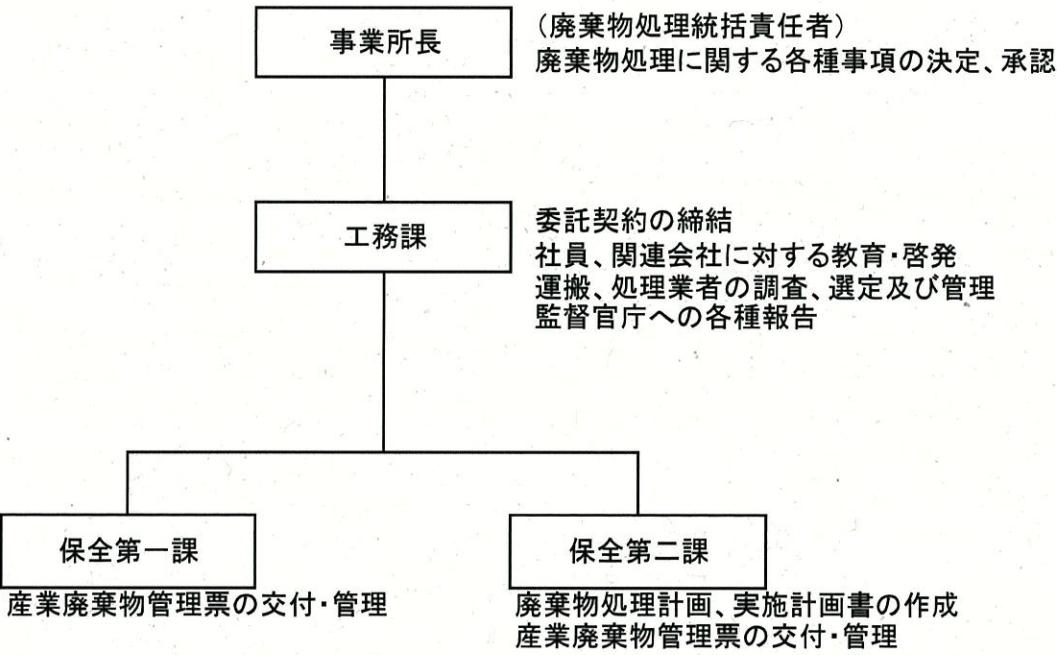 事業所長
(廃棄物処理統括責任者)
廃棄物処理に関する各種事項の決定、承認
工務課
委託契約の締結
社員、関連会社に対する教育・啓発
運搬、処理業者の調査、選定及び管理
監督官庁への各種報告
保全第一課
産業廃棄物管理票の交付・管理
保全第二課
廃棄物処理計画、実施計画書の作成
産業廃棄物管理票の交付・管理